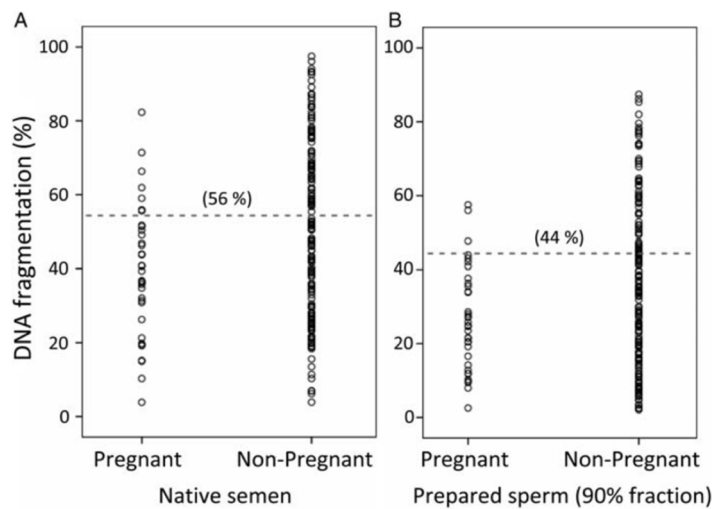 A
B
DNA fragmentation (%)
100
80
60
40
20
0
(56 %)
100
80
60
40
20
0
(44 %)
Pregnant Non-Pregnant
Pregnant Non-Pregnant
Native semen
Prepared sperm (90% fraction)